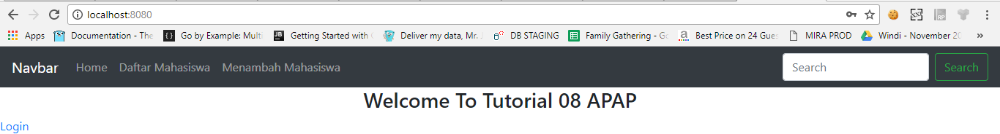 localhost:8080
Apps Documentation - The Go by Example: Mult Getting Started with Deliver my data, Mr. J DB STAGING Family Gathering - Go Best Price on 24 Gues MIRA PROD Windi - November 20 »
Navbar Home Daftar Mahasiswa Menambah Mahasiswa Search Search
Welcome To Tutorial 08 APAP
Login